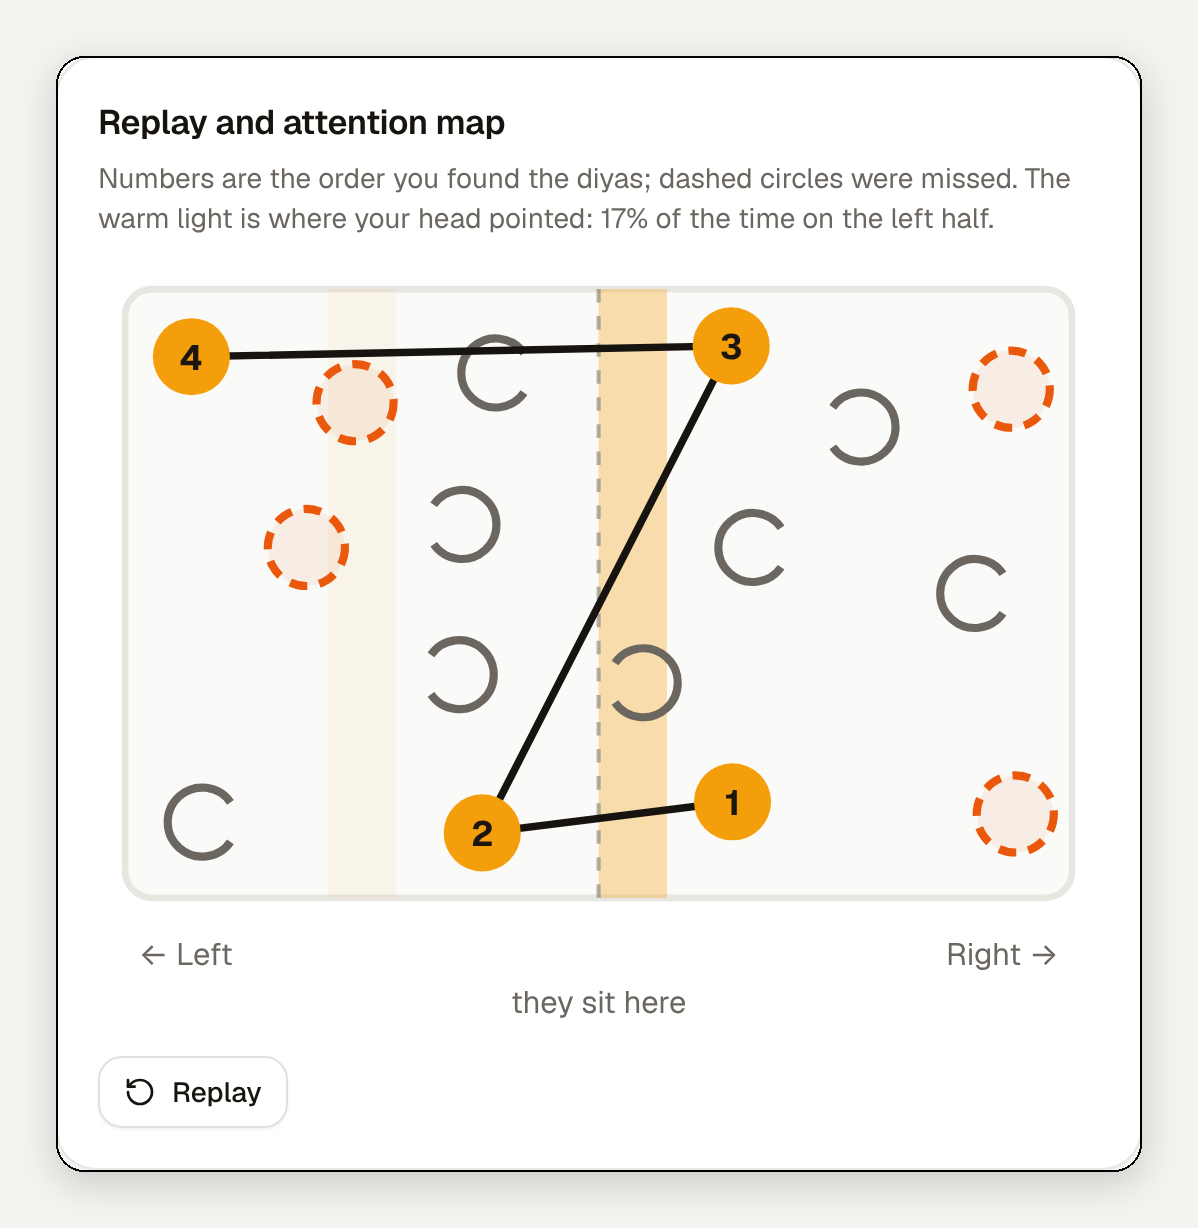 Replay and attention map
Numbers are the order you found the divas; dashed circles were missed. The
warm light is where your head pointed: 17% of the time on the left half.
4
3
2
1
← Left
Right →
they sit here
Replay